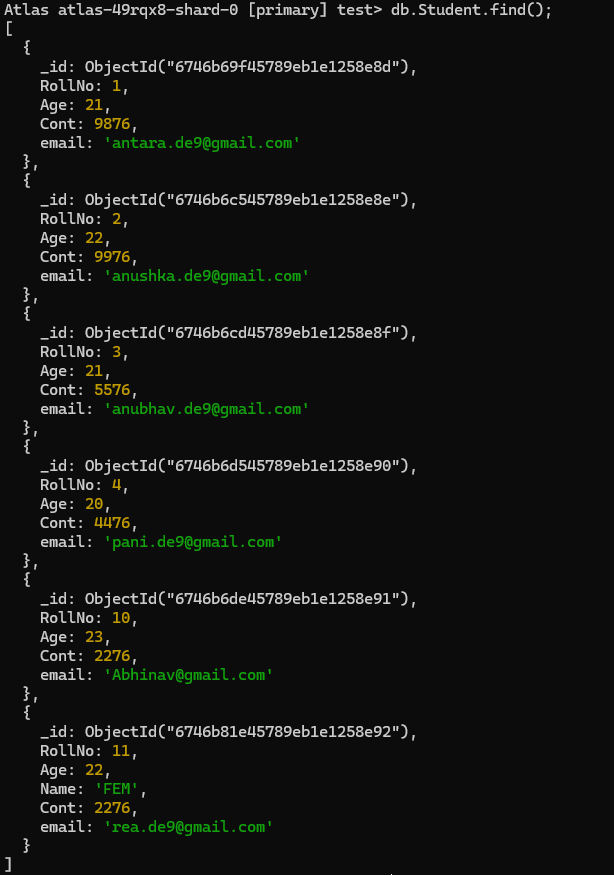 Atlas atlas-49rqx8-shard-0 [primary] test> db.Student.find();
[
  {
    _id: ObjectId("6746b69f45789eb1e1258e8d"),
    RollNo: 1,
    Age: 21,
    Cont: 9876,
    email: 'antara.de9@gmail.com'
  },
  {
    _id: ObjectId("6746b6c545789eb1e1258e8e"),
    RollNo: 2,
    Age: 22,
    Cont: 9976,
    email: 'anushka.de9@gmail.com'
  },
  {
    _id: ObjectId("6746b6cd45789eb1e1258e8f"),
    RollNo: 3,
    Age: 21,
    Cont: 5576,
    email: 'anubhav.de9@gmail.com'
  },
  {
    _id: ObjectId("6746b6d545789eb1e1258e90"),
    RollNo: 4,
    Age: 20,
    Cont: 4476,
    email: 'pani.de9@gmail.com'
  },
  {
    _id: ObjectId("6746b6de45789eb1e1258e91"),
    RollNo: 10,
    Age: 23,
    Cont: 2276,
    email: 'Abhinav@gmail.com'
  },
  {
    _id: ObjectId("6746b81e45789eb1e1258e92"),
    RollNo: 11,
    Age: 22,
    Name: 'FEM',
    Cont: 2276,
    email: 'rea.de9@gmail.com'
  }
]